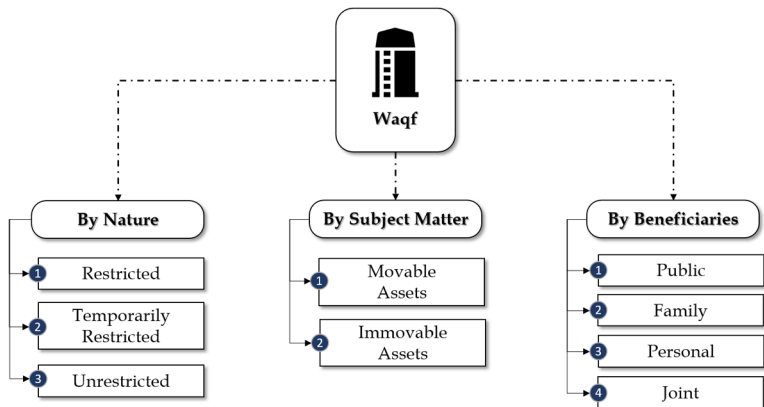 Waqf
By Nature
1 Restricted
2 Temporarily
Restricted
3 Unrestricted
By Subject Matter
1 Movable
Assets
2 Immovable
Assets
By Beneficiaries
1 Public
2 Family
3 Personal
4 Joint